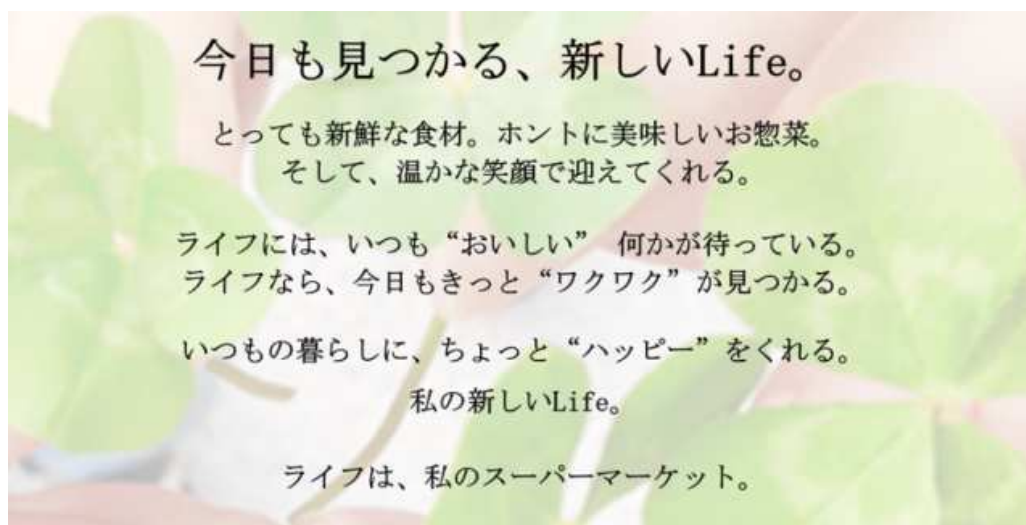 今日も見つかる、新しいLife。
とっても新鮮な食材。ホントに美味しいお惣菜。
そして、温かな笑顔で迎えてくれる。
ライフには、いつも“おいしい” 何かが待っている。
ライフなら、今日もきっと“ワクワク”が見つかる。
いつもの暮らしに、ちょっと“ハッピー”をくれる。
私の新しいLife。
ライフは、私のスーパーマーケット。